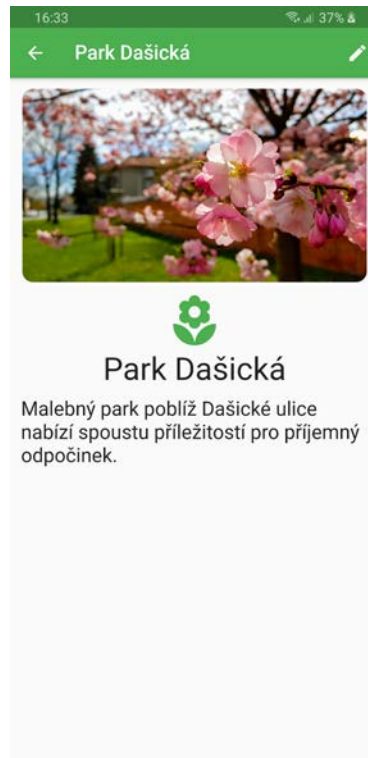 16:33 37%
Park Dašická
Park Dašická
Malebný park poblíž Dašické ulice
nabízí spoustu příležitostí pro příjemný
odpočinek.